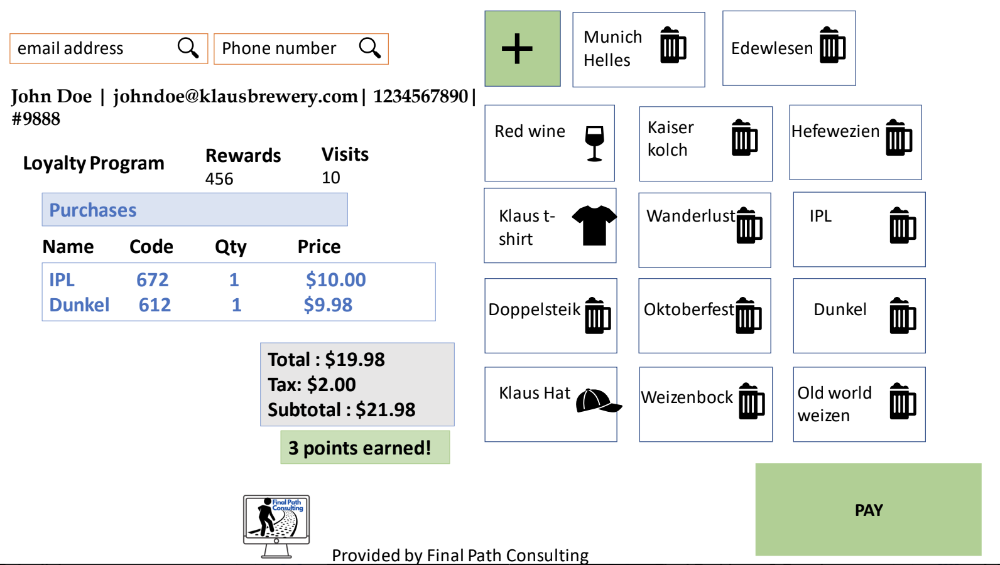 email address
Phone number
John Doe | johndoe@klausbrewery.com| 1234567890|
#9888
Loyalty Program
Rewards
456
Visits
10
Purchases
Name Code Qty Price
IPL 672 1 $10.00
Dunkel 612 1 $9.98
Total : $19.98
Tax: $2.00
Subtotal : $21.98
3 points earned!
Final Path
Consulting
Provided by Final Path Consulting
+
Munich
Helles
Edewlesen
Red wine
Kaiser
kolch
Hefewezien
Klaus t-
shirt
Wanderlust
IPL
Doppelsteik
Oktoberfest
Dunkel
Klaus Hat
Weizenbock
Old world
weizen
PAY